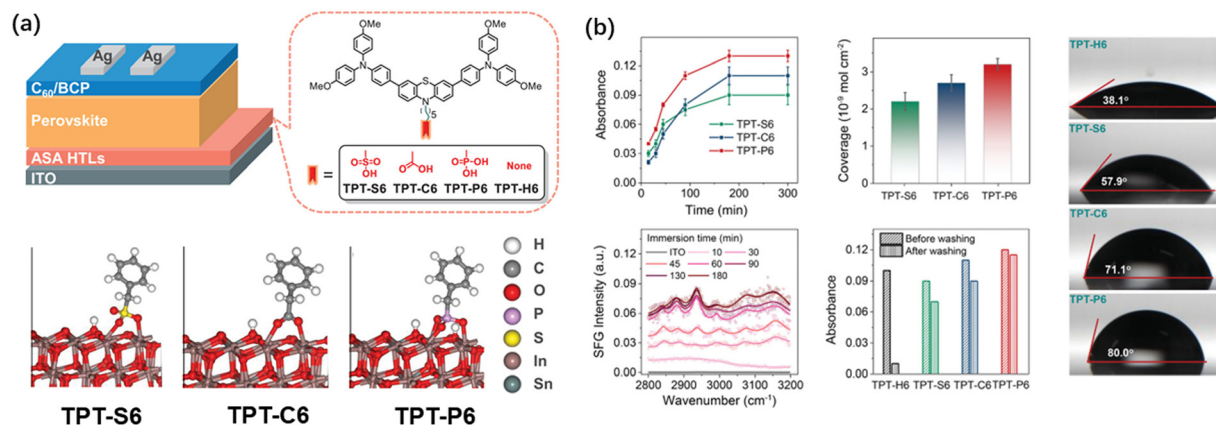 (a)
Ag
Ag
C60/BCP
Perovskite
ASA HTLs
ITO
OMe
MeO
N
S
N
OMe
MeO
N
5
=
O=S=O
OH
TPT-S6
O
OH
TPT-C6
O=P-OH
OH
TPT-P6
None
TPT-H6
TPT-S6
TPT-C6
TPT-P6
H
C
O
P
S
In
Sn
(b)
Absorbance
0.12
0.09
0.06
0.03
0.00
0
100
200
300
Time (min)
TPT-S6
TPT-C6
TPT-P6
Coverage (10⁻⁹ mol cm⁻²)
3
2
1
0
TPT-S6
TPT-C6
TPT-P6
SFG Intensity (a.u.)
0.12
0.09
0.06
0.03
0.00
Immersion time (min)
ITO
10
30
45
60
90
130
180
2800
2900
3000
3100
3200
Wavenumber (cm⁻¹)
Absorbance
0.12
0.09
0.06
0.03
0.00
Before washing
After washing
TPT-H6
TPT-S6
TPT-C6
TPT-P6
TPT-H6
38.1°
TPT-S6
57.9°
TPT-C6
71.1°
TPT-P6
80.0°